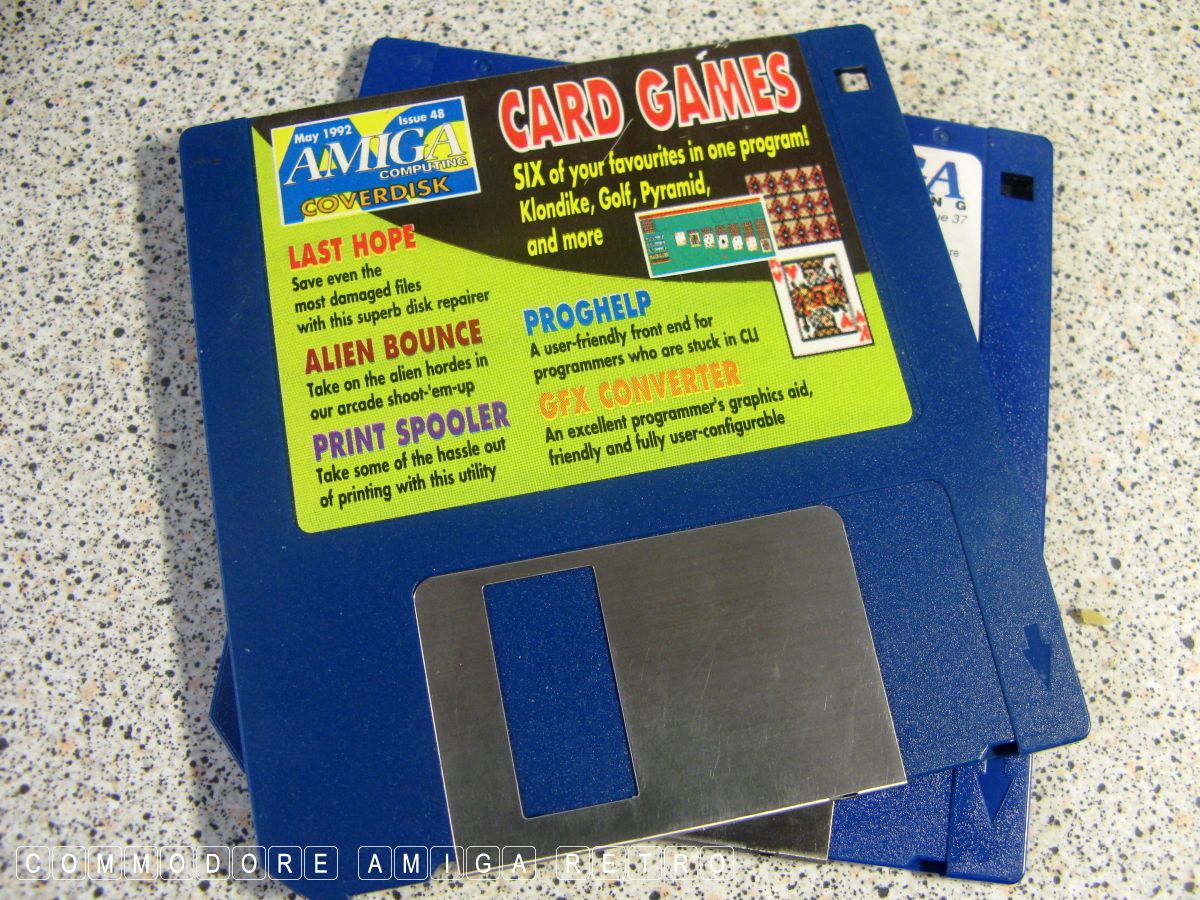 May 1992 Issue 48
AMIGA
COMPUTING
COVERDISK
CARD GAMES
SIX of your favourites in one program!
Klondike, Golf, Pyramid,
and more
LAST HOPE
Save even the
most damaged files
with this superb disk repairer
ALIEN BOUNCE
Take on the alien hordes in
our arcade shoot-'em-up
PRINT SPOOLER
Take some of the hassle out
of printing with this utility
PROGHELP
A user-friendly front end for
programmers who are stuck in CLI
GFX CONVERTER
An excellent programmer's graphics aid,
friendly and fully user-configurable
K
K
A
NG
ue 37
re
COMMODORE AMIGA RETRO